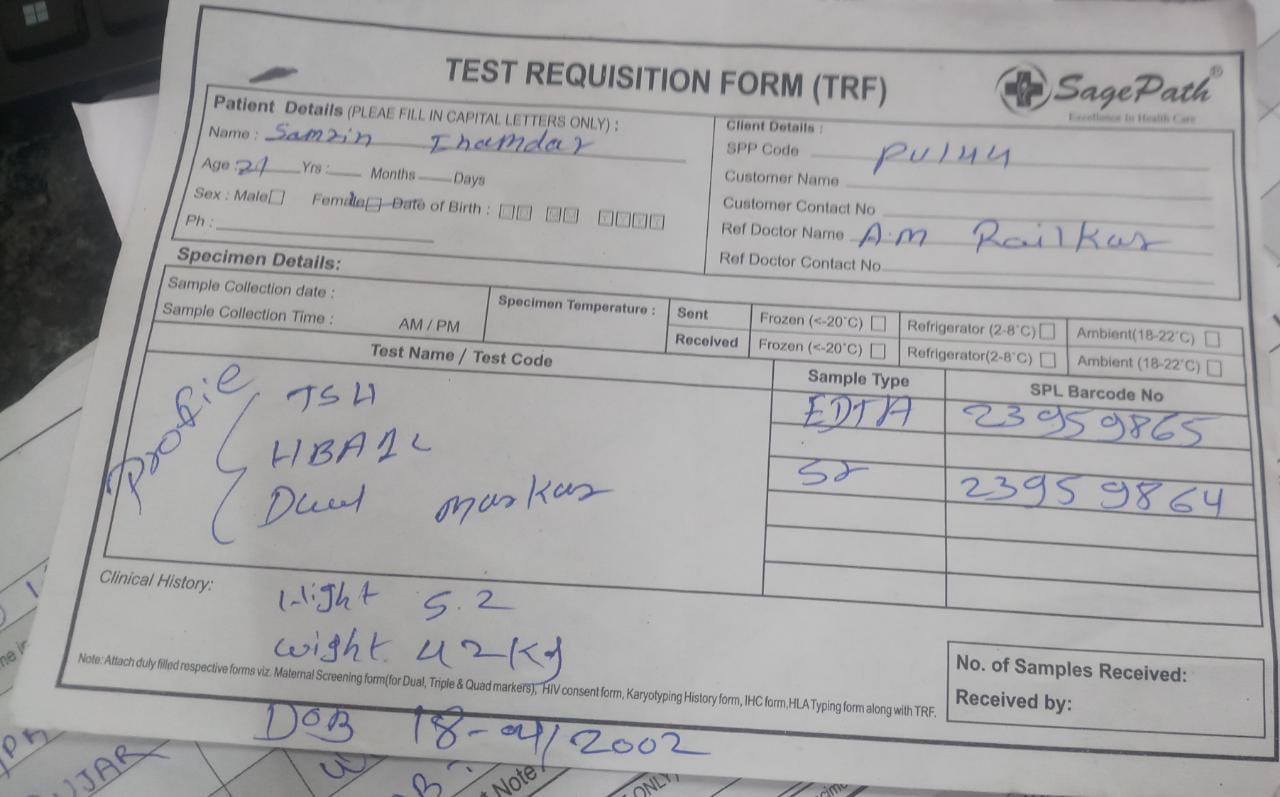 TEST REQUISITION FORM (TRF)
SagePath®
Excellence In Health Care
Patient Details (PLEAE FILL IN CAPITAL LETTERS ONLY) :
Name : Samrin Inamdar
Age : 21 Yrs : Months Days
Sex : Male Female Date of Birth :
Ph :
Client Details :
SPP Code PU144
Customer Name
Customer Contact No
Ref Doctor Name A.M Railkar
Ref Doctor Contact No
Specimen Details:
Sample Collection date :
Sample Collection Time : AM / PM
Specimen Temperature :
Sent Frozen (<-20°C) Refrigerator (2-8°C) Ambient(18-22°C)
Received Frozen (<-20°C) Refrigerator(2-8°C) Ambient (18-22°C)
Test Name / Test Code Sample Type SPL Barcode No
Profie
TSH EDTA 23959865
HBA1C Sr 23959864
Dual markar
Clinical History:
Hight 5.2
Wight 42Kg
Note: Attach duly filled respective forms viz. Maternal Screening form(for Dual, Triple & Quad markers), HIV consent form, Karyotyping History form, IHC form,HLA Typing form along with TRF.
No. of Samples Received:
Received by:
DOB 18-04/2002
UJAR
Note
ONLY)